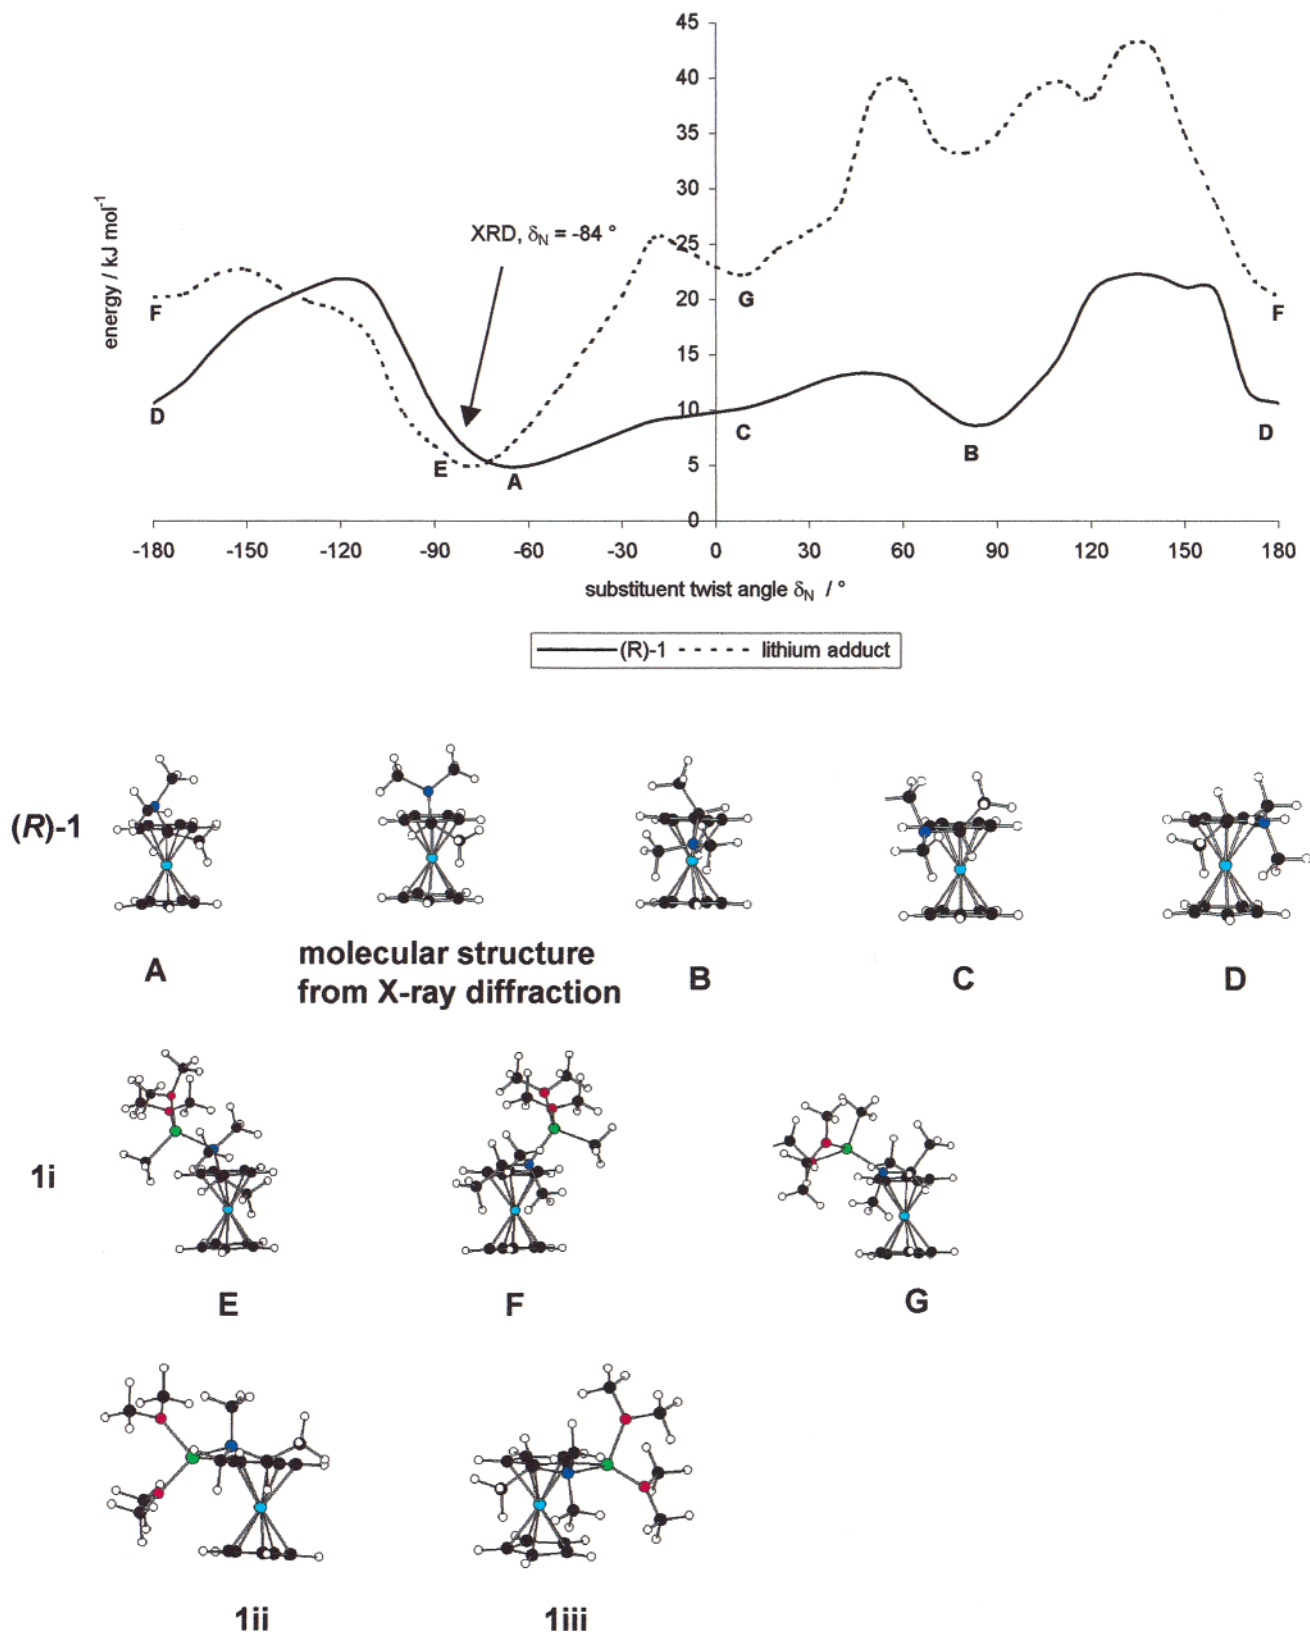 45
40
35
30
25
20
15
10
5
0
energy / kJ mol⁻¹
XRD, δN = -84 °
F
D
E
A
G
C
B
F
D
-180 -150 -120 -90 -60 -30 0 30 60 90 120 150 180
substituent twist angle δN / °
(R)-1 lithium adduct
(R)-1
A
molecular structure
from X-ray diffraction
B
C
D
1i
E
F
G
1ii
1iii